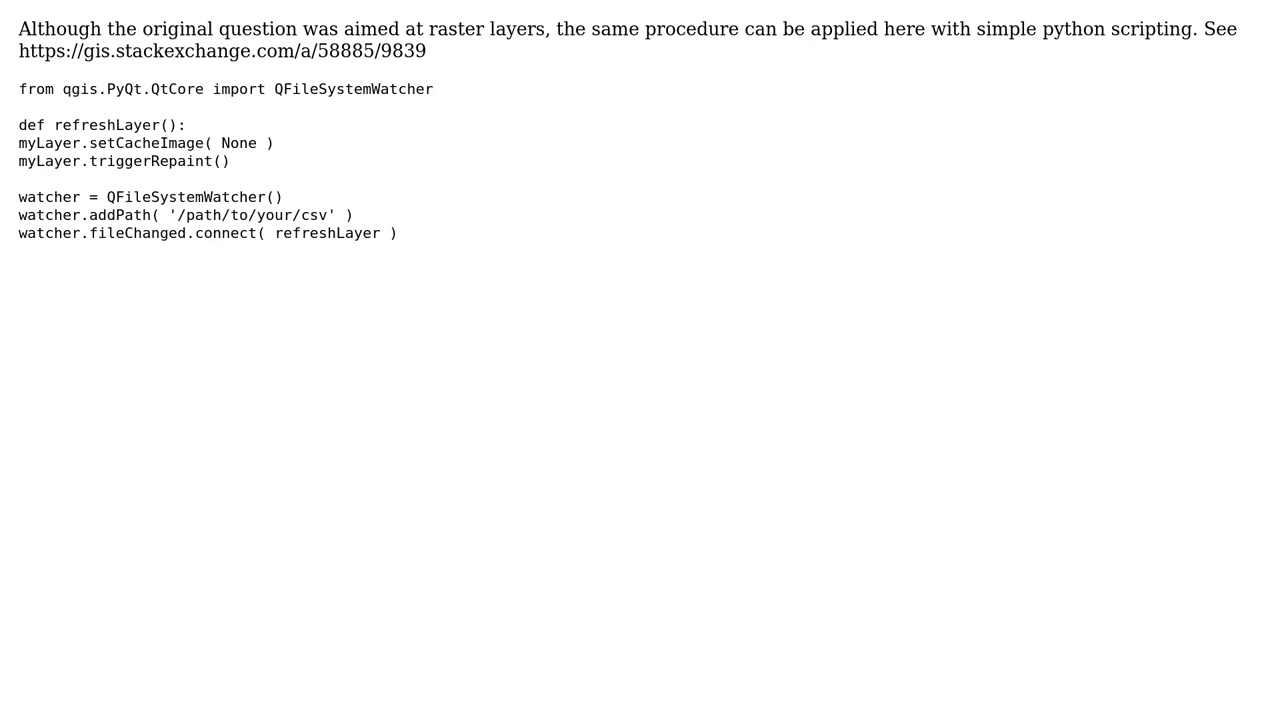 Although the original question was aimed at raster layers, the same procedure can be applied here with simple python scripting. See
https://gis.stackexchange.com/a/58885/9839
from qgis.PyQt.QtCore import QFileSystemWatcher
def refreshLayer():
myLayer.setCacheImage( None )
myLayer.triggerRepaint()
watcher = QFileSystemWatcher()
watcher.addPath( '/path/to/your/csv' )
watcher.fileChanged.connect( refreshLayer )